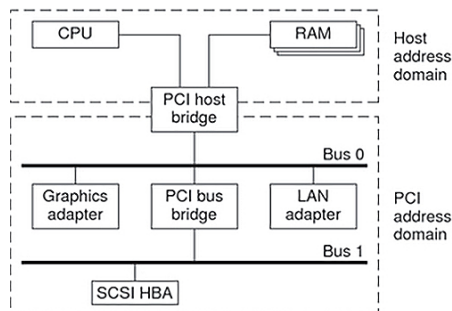 CPU
RAM
Host
address
domain
PCI host
bridge
Bus 0
Graphics
adapter
PCI bus
bridge
LAN
adapter
PCI
address
domain
Bus 1
SCSI HBA